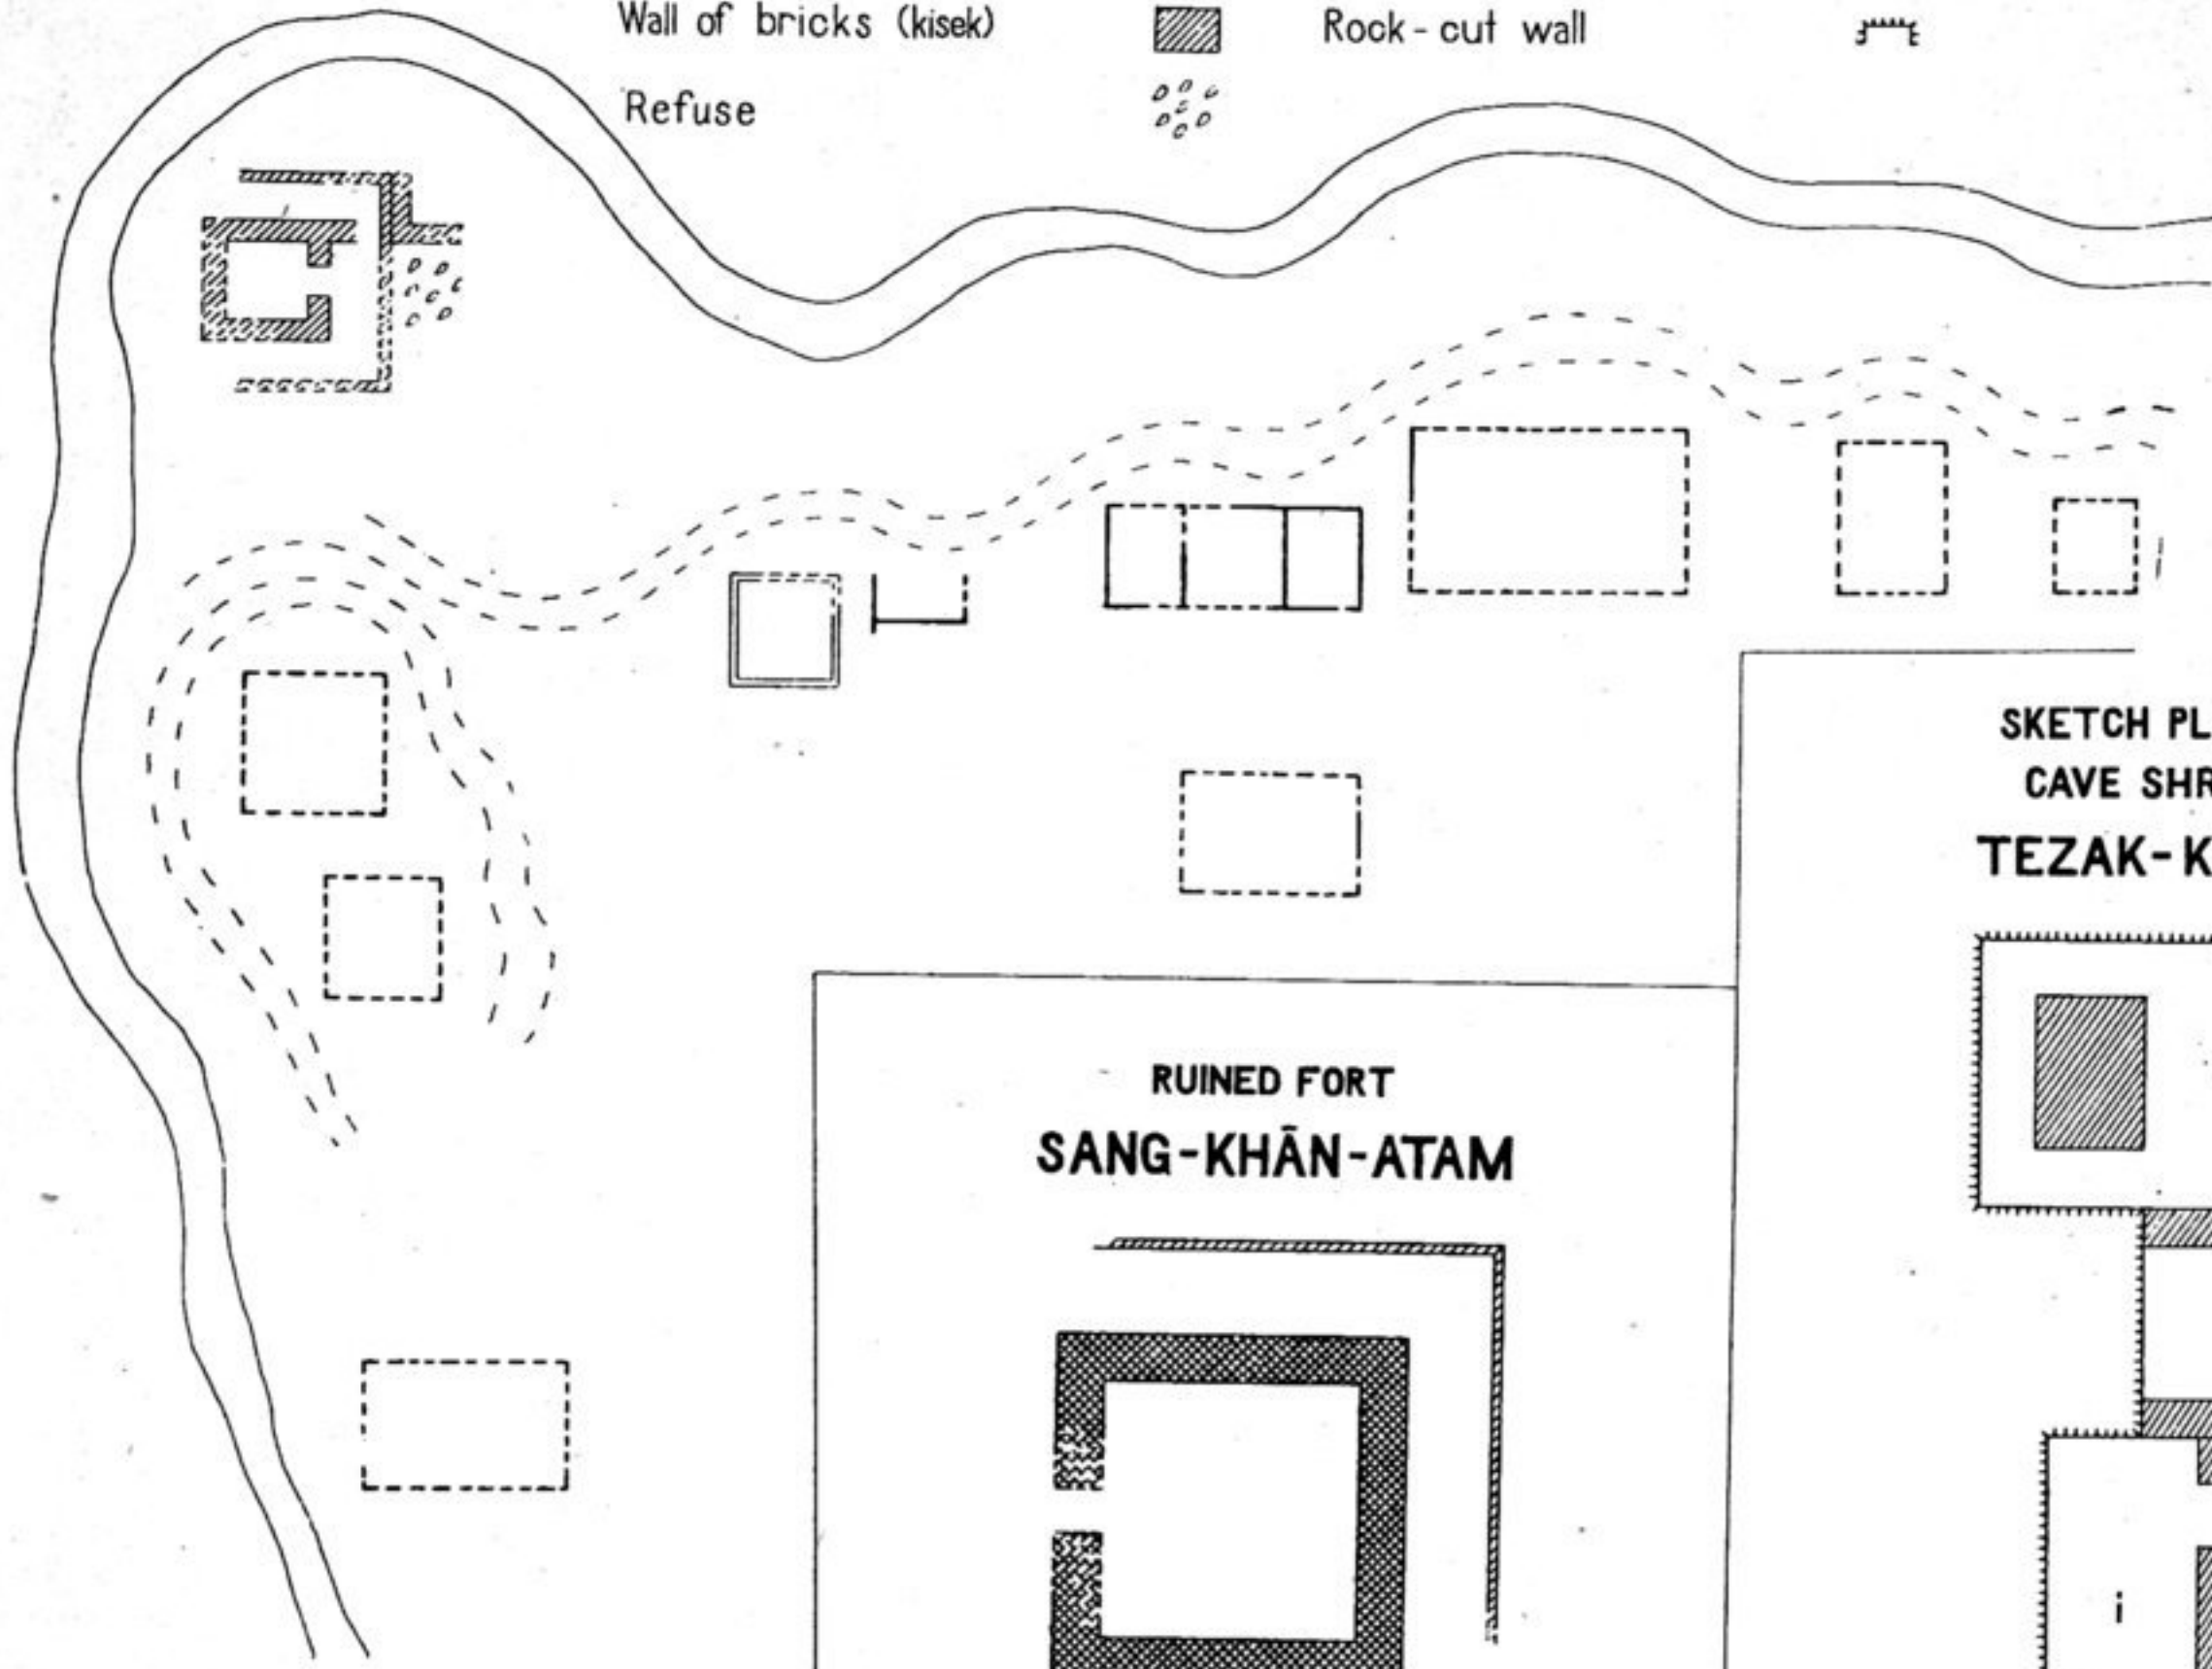 Wall of bricks (kisek)
Rock-cut wall
Refuse
SKETCH PL
CAVE SHR
TEZAK-K
RUINED FORT
SANG-KHĀN-ATAM
i